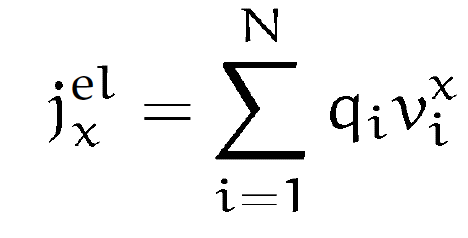 j_x^{el} = \sum_{i=1}^{N} q_i v_i^x